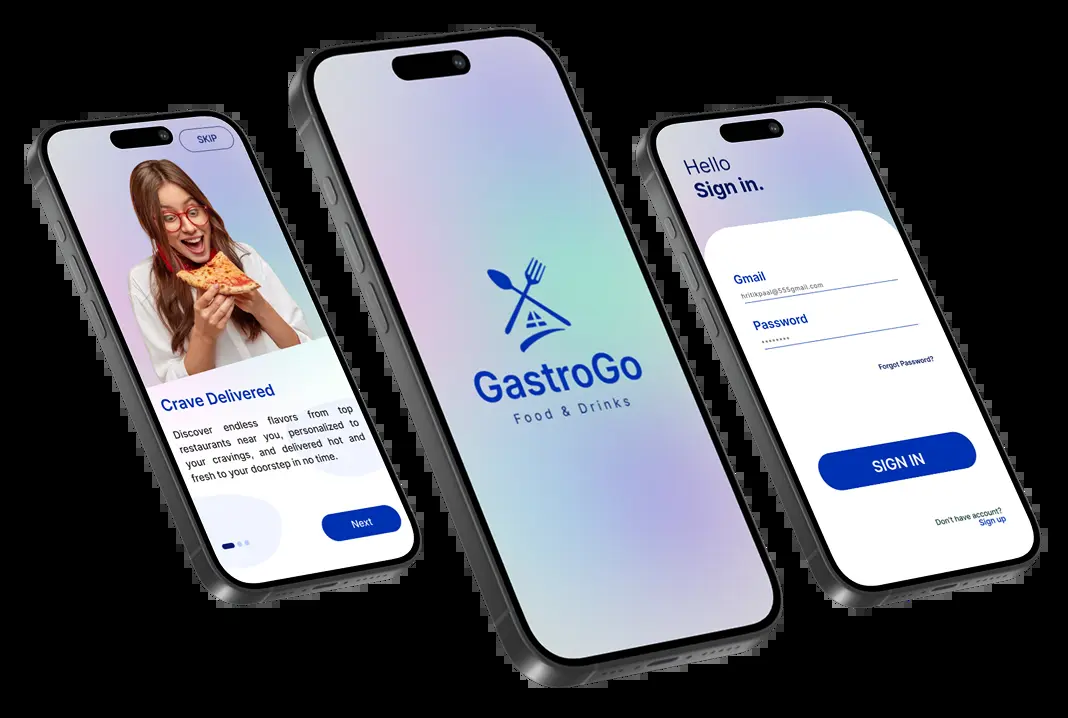 SKIP
Crave Delivered
Discover endless flavors from top
restaurants near you, personalized to
your cravings, and delivered hot and
fresh to your doorstep in no time.
Next
GastroGo
Food & Drinks
Hello
Sign in.
Gmail
hritikpaal@555gmail.com
Password
Forgot Password?
SIGN IN
Don't have account?
Sign up